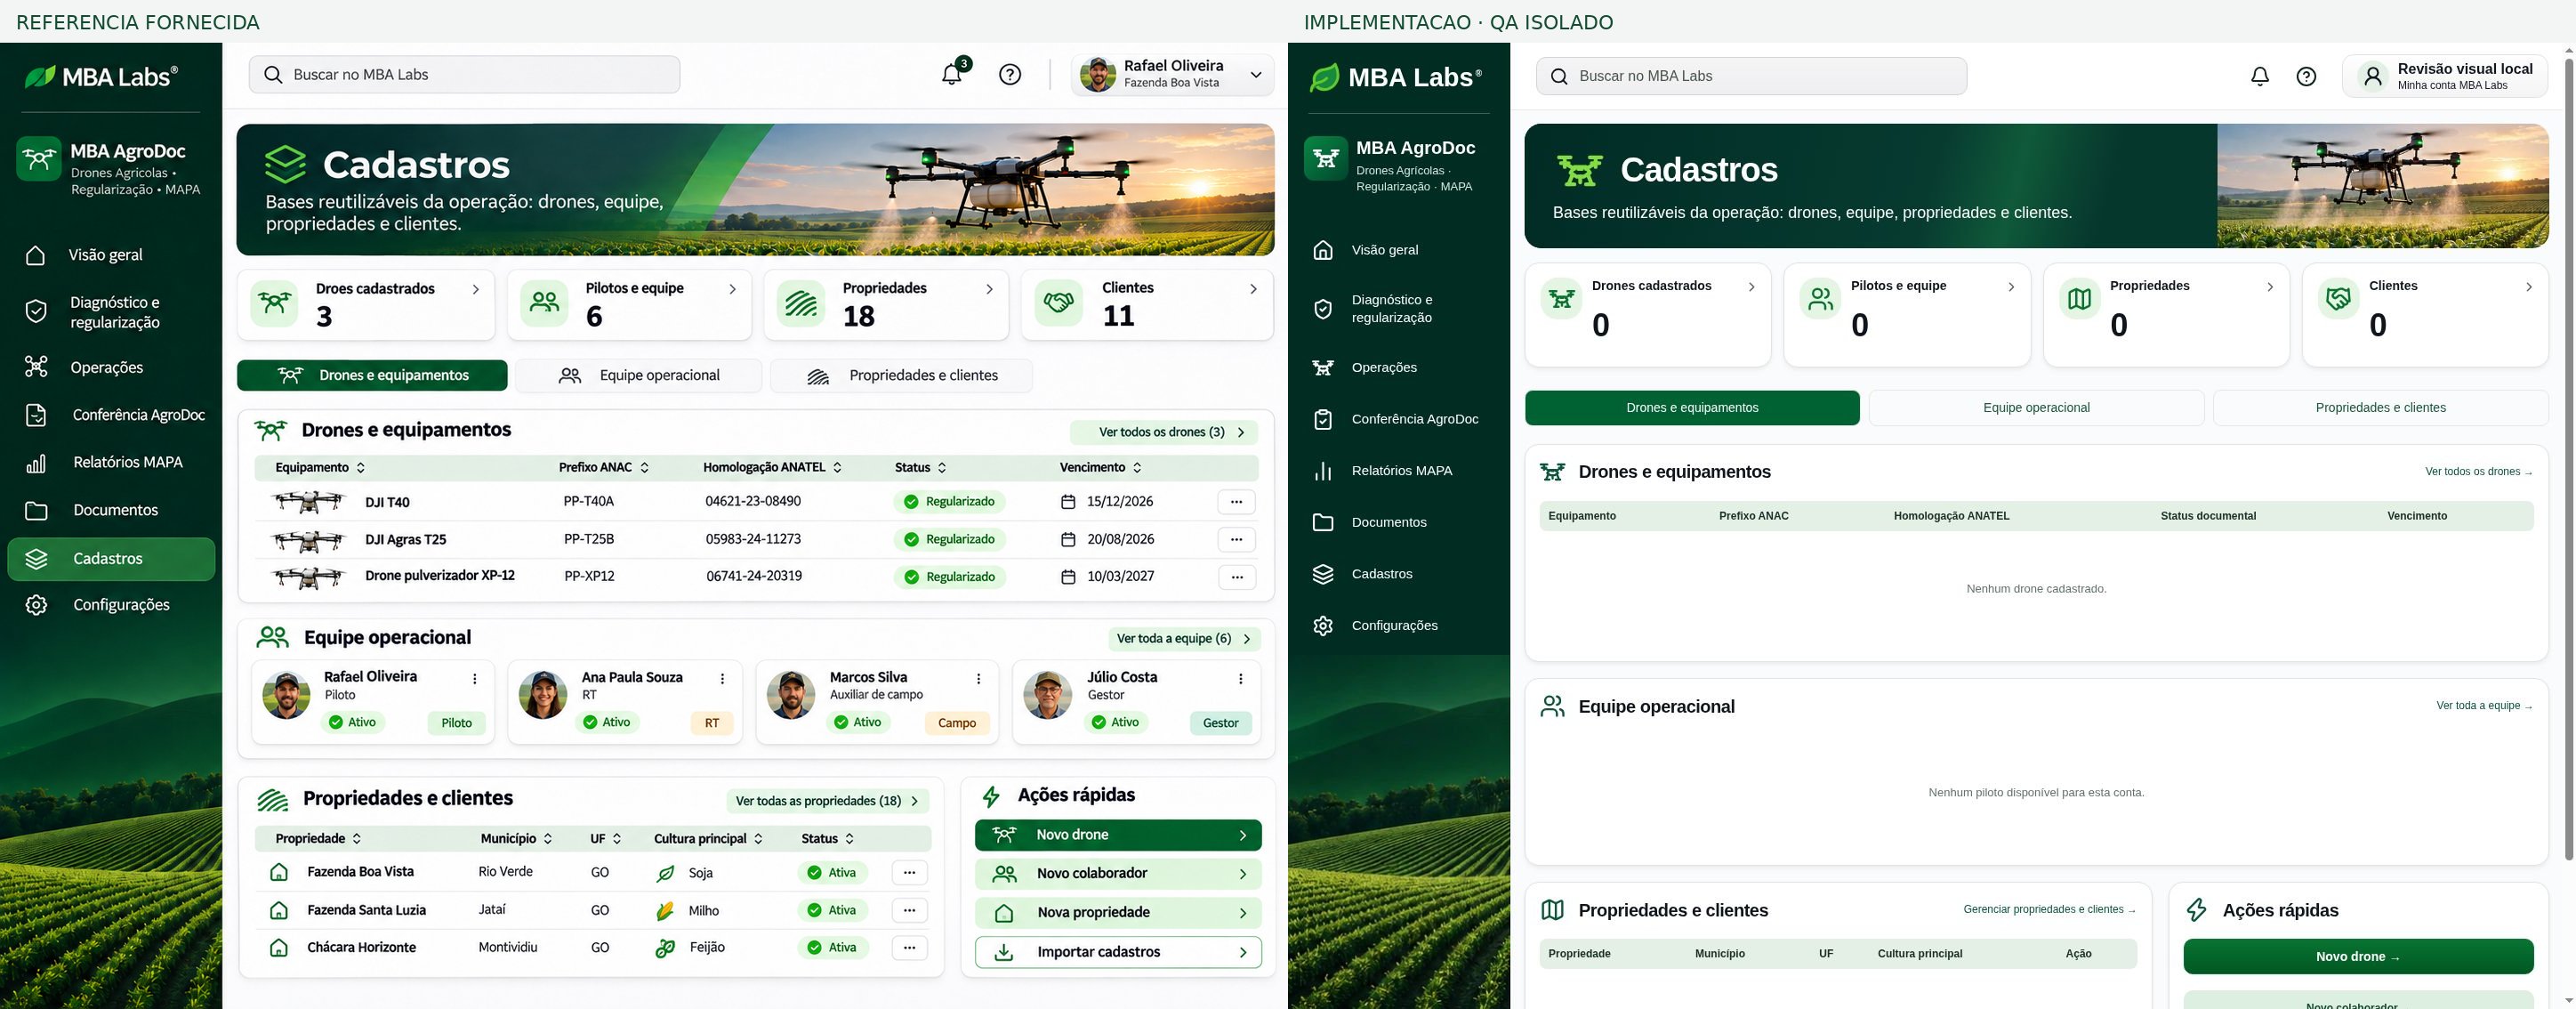 REFERENCIA FORNECIDA
MBA Labs®
MBA AgroDoc
Drones Agrícolas •
Regularização • MAPA
Visão geral
Diagnóstico e
regularização
Operações
Conferência AgroDoc
Relatórios MAPA
Documentos
Cadastros
Configurações
Buscar no MBA Labs
3
Rafael Oliveira
Fazenda Boa Vista
Cadastros
Bases reutilizáveis da operação: drones, equipe,
propriedades e clientes.
Droes cadastrados
3
Pilotos e equipe
6
Propriedades
18
Clientes
11
Drones e equipamentos
Equipe operacional
Propriedades e clientes
Drones e equipamentos
Ver todos os drones (3)
Equipamento Prefixo ANAC Homologação ANATEL Status Vencimento
DJI T40 PP-T40A 04621-23-08490 Regularizado 15/12/2026
DJI Agras T25 PP-T25B 05983-24-11273 Regularizado 20/08/2026
Drone pulverizador XP-12 PP-XP12 06741-24-20319 Regularizado 10/03/2027
Equipe operacional
Ver toda a equipe (6)
Rafael Oliveira
Piloto
Ativo Piloto
Ana Paula Souza
RT
Ativo RT
Marcos Silva
Auxiliar de campo
Ativo Campo
Júlio Costa
Gestor
Ativo Gestor
Propriedades e clientes
Ver todas as propriedades (18)
Propriedade Município UF Cultura principal Status
Fazenda Boa Vista Rio Verde GO Soja Ativa
Fazenda Santa Luzia Jataí GO Milho Ativa
Chácara Horizonte Montividiu GO Feijão Ativa
Ações rápidas
Novo drone
Novo colaborador
Nova propriedade
Importar cadastros
IMPLEMENTACAO · QA ISOLADO
MBA Labs®
MBA AgroDoc
Drones Agrícolas ·
Regularização · MAPA
Visão geral
Diagnóstico e
regularização
Operações
Conferência AgroDoc
Relatórios MAPA
Documentos
Cadastros
Configurações
Buscar no MBA Labs
Revisão visual local
Minha conta MBA Labs
Cadastros
Bases reutilizáveis da operação: drones, equipe, propriedades e clientes.
Drones cadastrados
0
Pilotos e equipe
0
Propriedades
0
Clientes
0
Drones e equipamentos
Equipe operacional
Propriedades e clientes
Drones e equipamentos
Ver todos os drones →
Equipamento Prefixo ANAC Homologação ANATEL Status documental Vencimento
Nenhum drone cadastrado.
Equipe operacional
Ver toda a equipe →
Nenhum piloto disponível para esta conta.
Propriedades e clientes
Gerenciar propriedades e clientes →
Propriedade Município UF Cultura principal Ação
Ações rápidas
Novo drone →
Novo colaborador